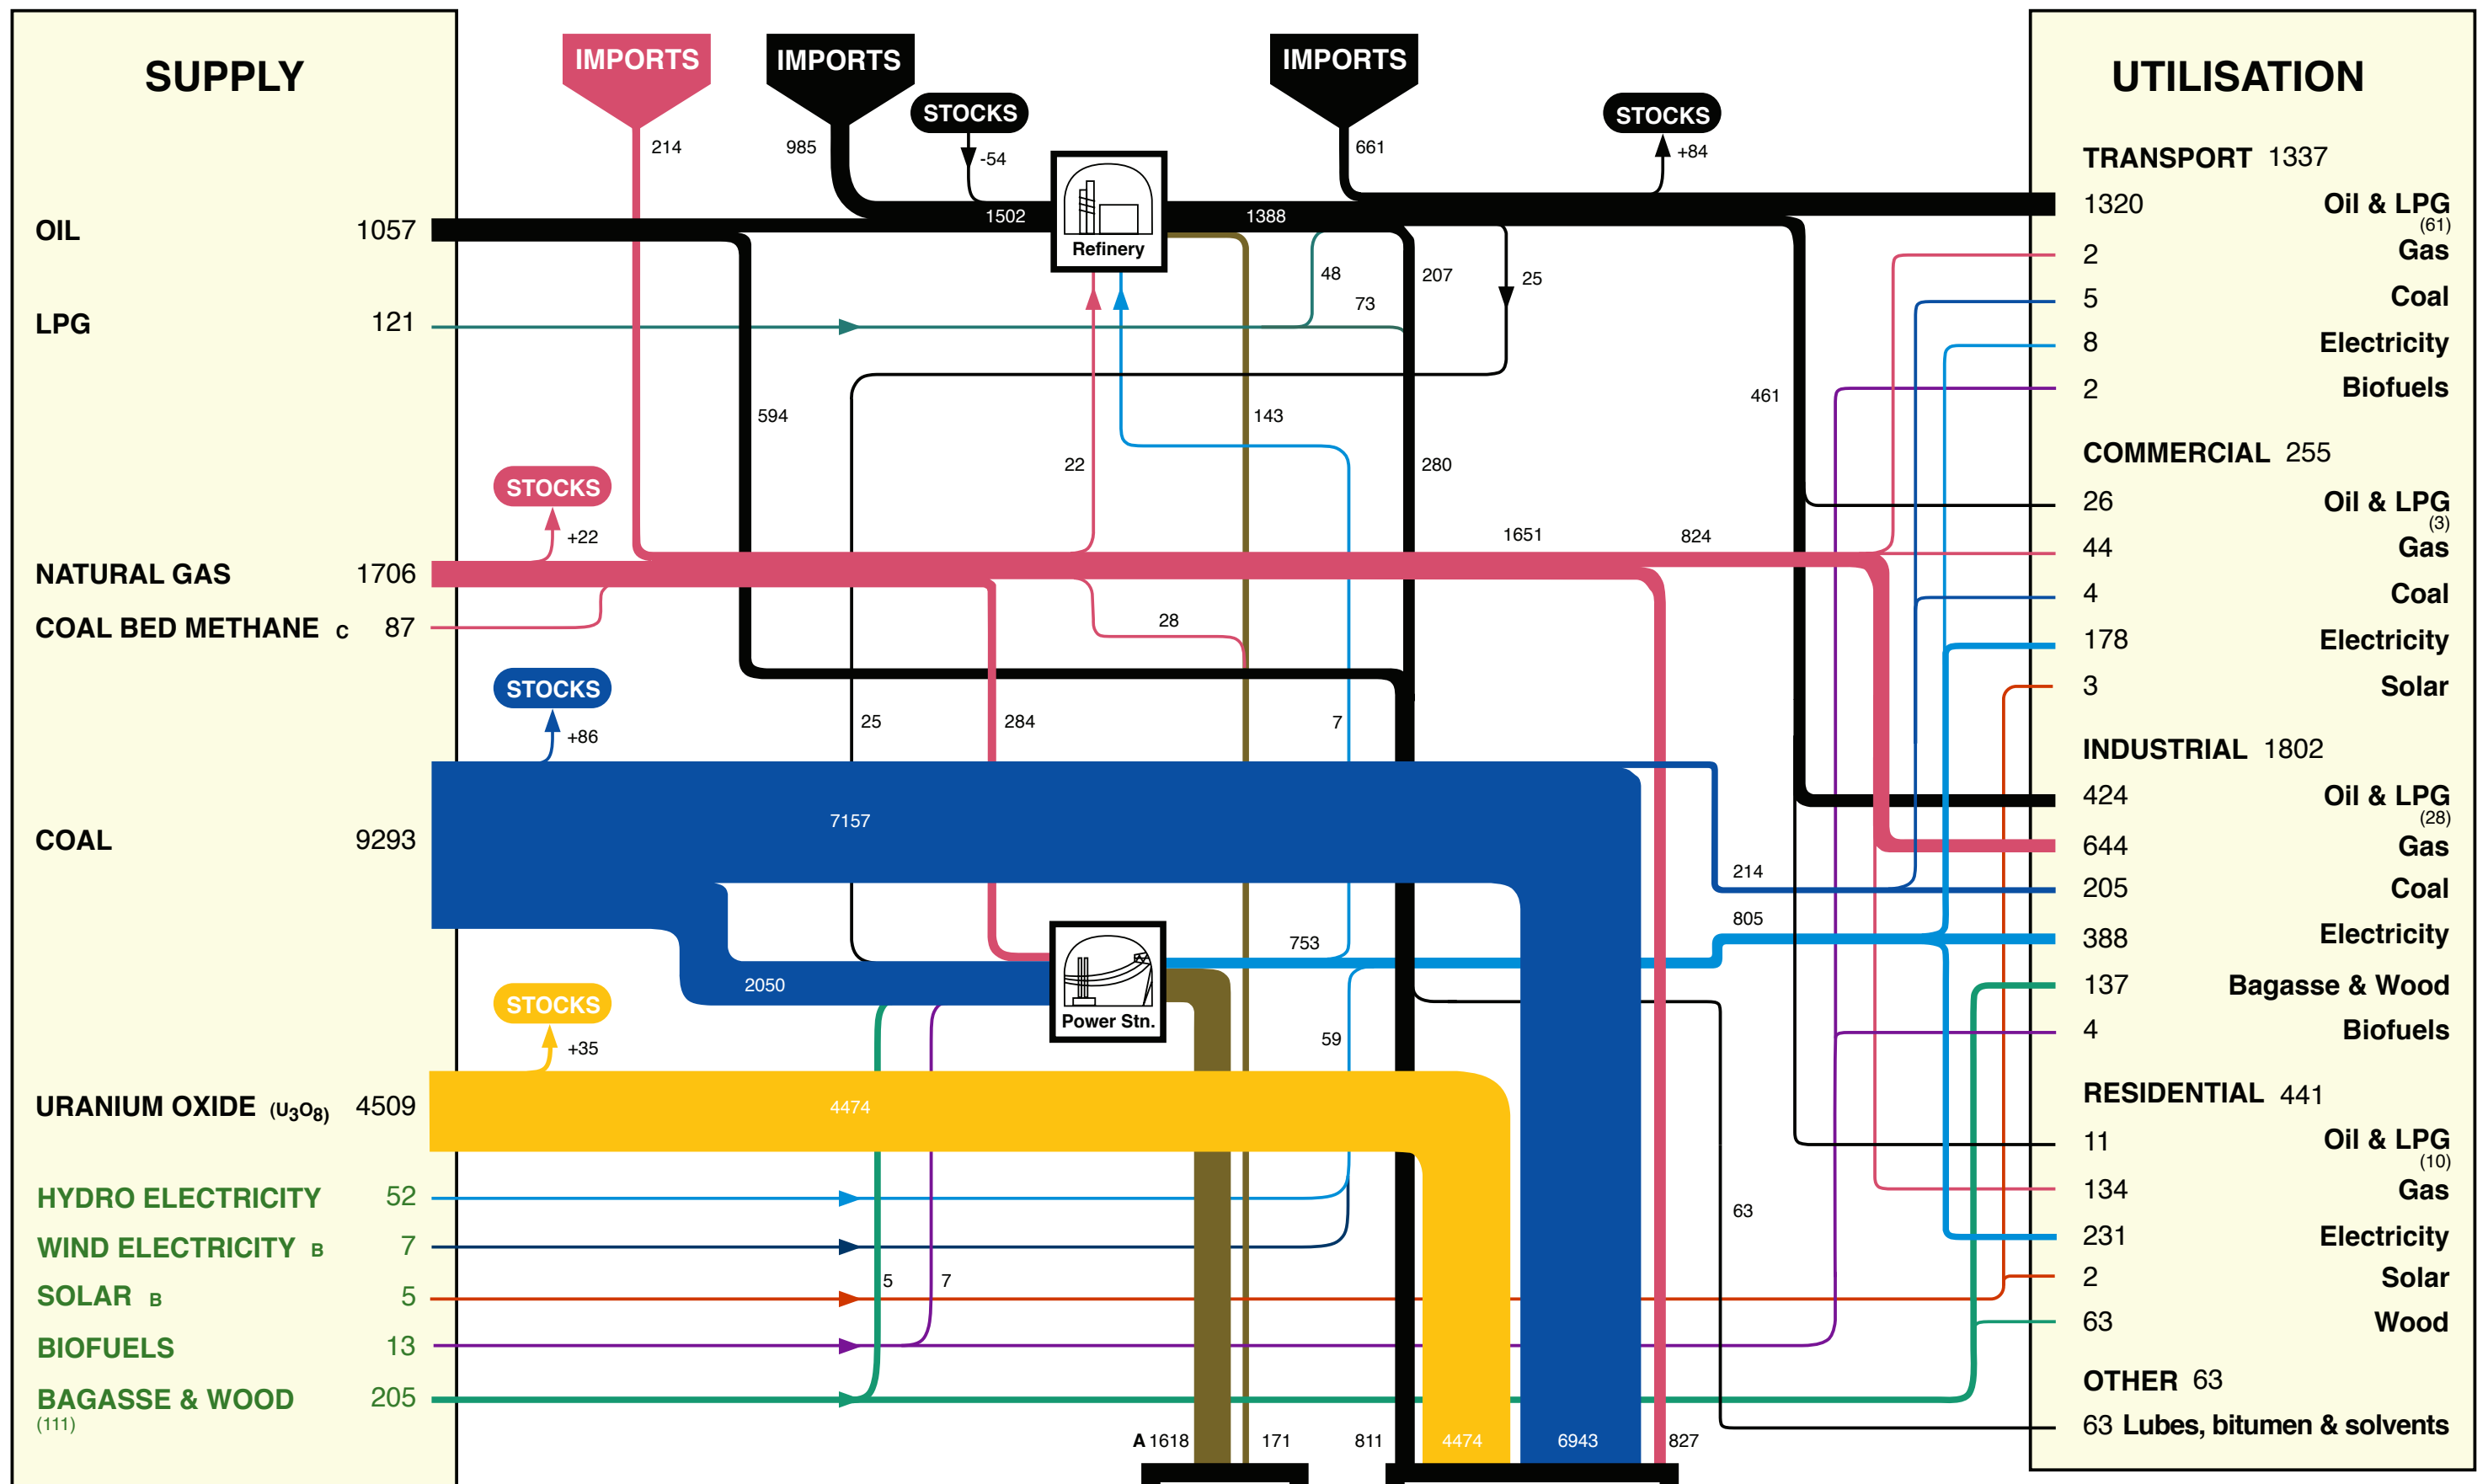 SUPPLY
OIL 1057
LPG 121
NATURAL GAS 1706
COAL BED METHANE C 87
COAL 9293
URANIUM OXIDE (U3O8) 4509
HYDRO ELECTRICITY 52
WIND ELECTRICITY B 7
SOLAR B 5
BIOFUELS 13
BAGASSE & WOOD 205
(111)
IMPORTS
IMPORTS
IMPORTS
STOCKS
STOCKS
214
985
-54
661
+84
1502
Refinery
1388
48
207
25
73
594
143
461
22
280
STOCKS
+22
1651
824
28
STOCKS
+86
25
284
7
7157
214
805
753
2050
Power Stn.
STOCKS
+35
59
4474
63
5
7
A 1618
171
811
4474
6943
827
UTILISATION
TRANSPORT 1337
1320 Oil & LPG
(61)
2 Gas
5 Coal
8 Electricity
2 Biofuels
COMMERCIAL 255
26 Oil & LPG
(3)
44 Gas
4 Coal
178 Electricity
3 Solar
INDUSTRIAL 1802
424 Oil & LPG
(28)
644 Gas
205 Coal
388 Electricity
137 Bagasse & Wood
4 Biofuels
RESIDENTIAL 441
11 Oil & LPG
(10)
134 Gas
231 Electricity
2 Solar
63 Wood
OTHER 63
63 Lubes, bitumen & solvents